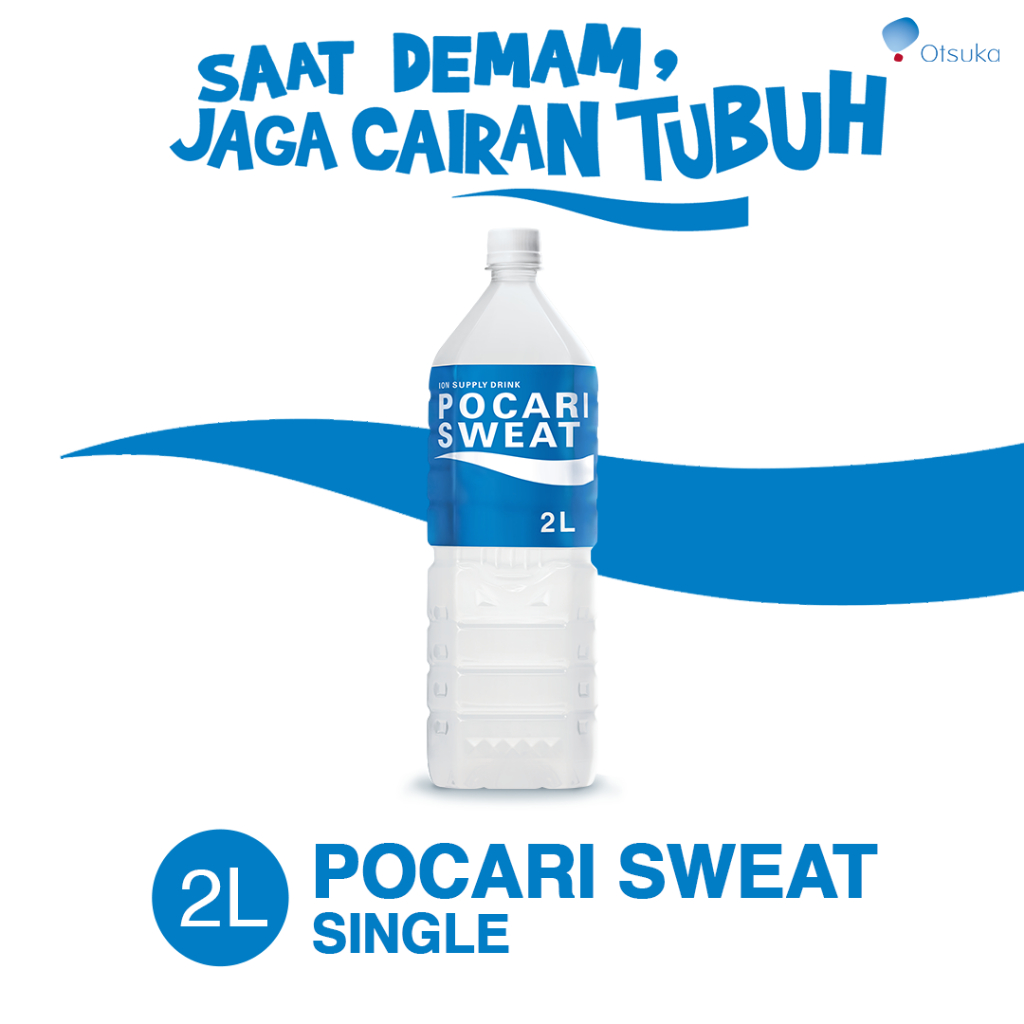 Otsuka
SAAT DEMAM,
JAGA CAIRAN TUBUH
ION SUPPLY DRINK
POCARI
SWEAT
2L
2L
POCARI SWEAT
SINGLE